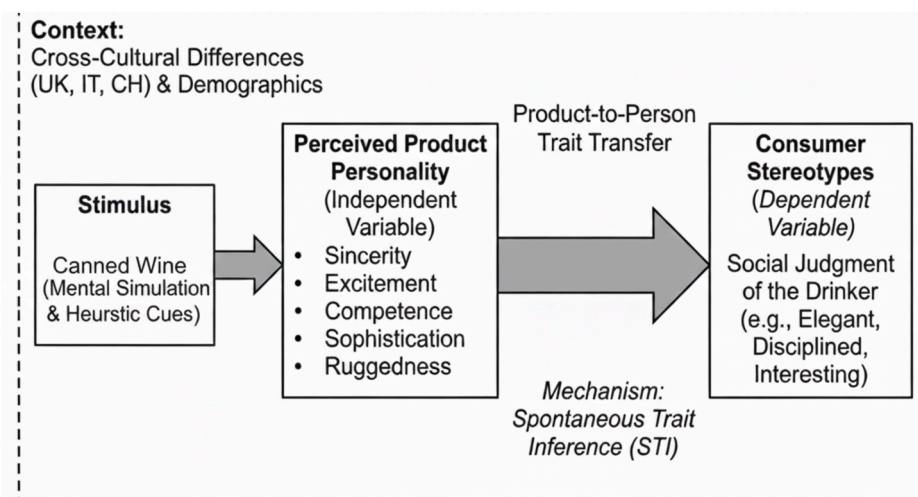 Context:
Cross-Cultural Differences
(UK, IT, CH) & Demographics
Stimulus
Canned Wine
(Mental Simulation
& Heurstic Cues)
Perceived Product
Personality
(Independent
Variable)
• Sincerity
• Excitement
• Competence
• Sophistication
• Ruggedness
Product-to-Person
Trait Transfer
Mechanism:
Spontaneous Trait
Inference (STI)
Consumer
Stereotypes
(Dependent
Variable)
Social Judgment
of the Drinker
(e.g., Elegant,
Disciplined,
Interesting)